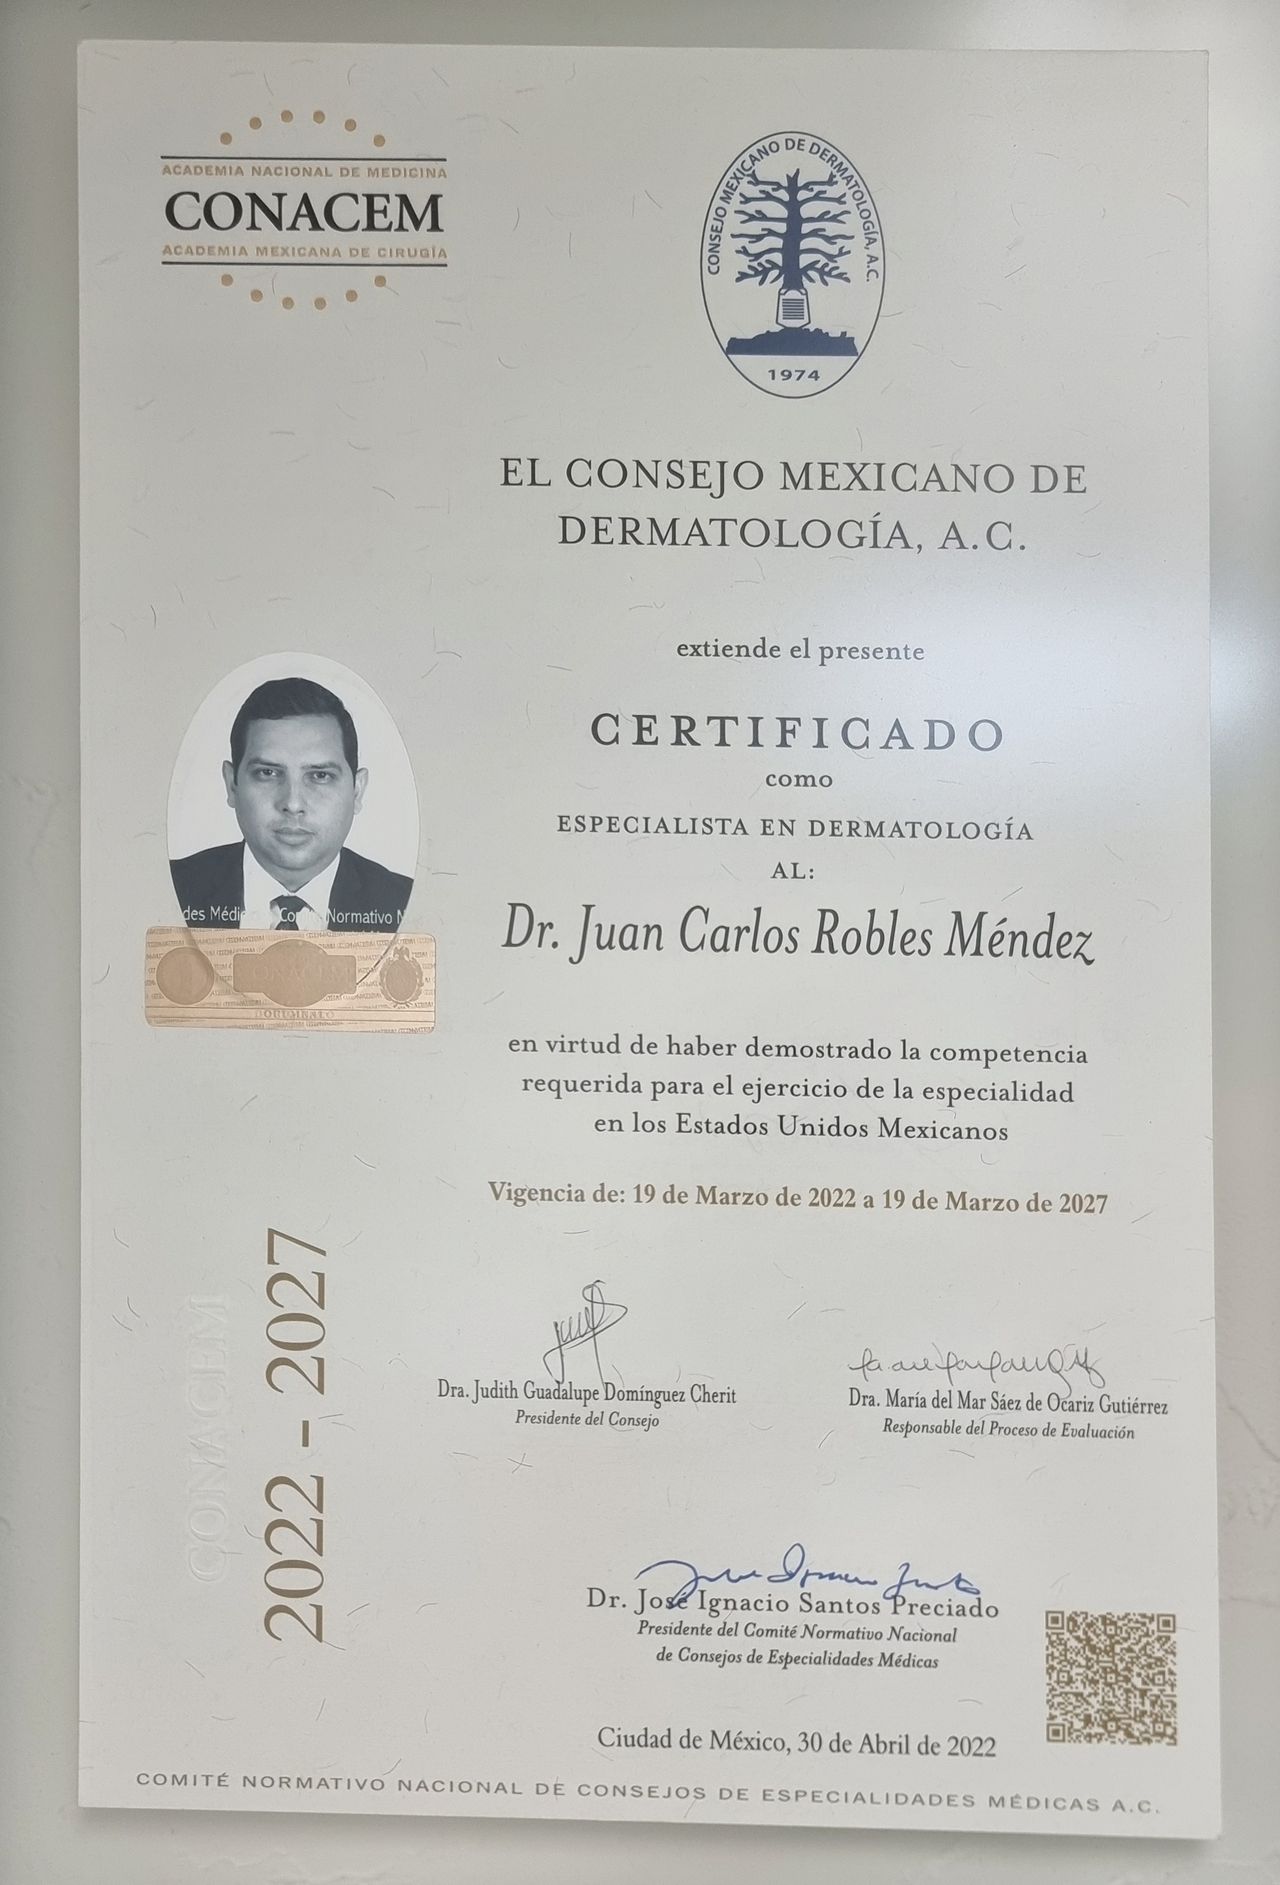 ACADEMIA NACIONAL DE MEDICINA
CONACEM
ACADEMIA MEXICANA DE CIRUGÍA
CONSEJO MEXICANO DE DERMATOLOGÍA, A.C.
1974
EL CONSEJO MEXICANO DE
DERMATOLOGÍA, A.C.
extiende el presente
CERTIFICADO
como
ESPECIALISTA EN DERMATOLOGÍA
AL:
Dr. Juan Carlos Robles Méndez
des Médi Normativo N
CONACEM
DOCUMENTO
en virtud de haber demostrado la competencia
requerida para el ejercicio de la especialidad
en los Estados Unidos Mexicanos
Vigencia de: 19 de Marzo de 2022 a 19 de Marzo de 2027
2022 - 2027
CONACEM
Dra. Judith Guadalupe Domínguez Cherit
Presidente del Consejo
Dra. María del Mar Sáez de Ocariz Gutiérrez
Responsable del Proceso de Evaluación
Dr. José Ignacio Santos Preciado
Presidente del Comité Normativo Nacional
de Consejos de Especialidades Médicas
Ciudad de México, 30 de Abril de 2022
COMITÉ NORMATIVO NACIONAL DE CONSEJOS DE ESPECIALIDADES MÉDICAS A.C.